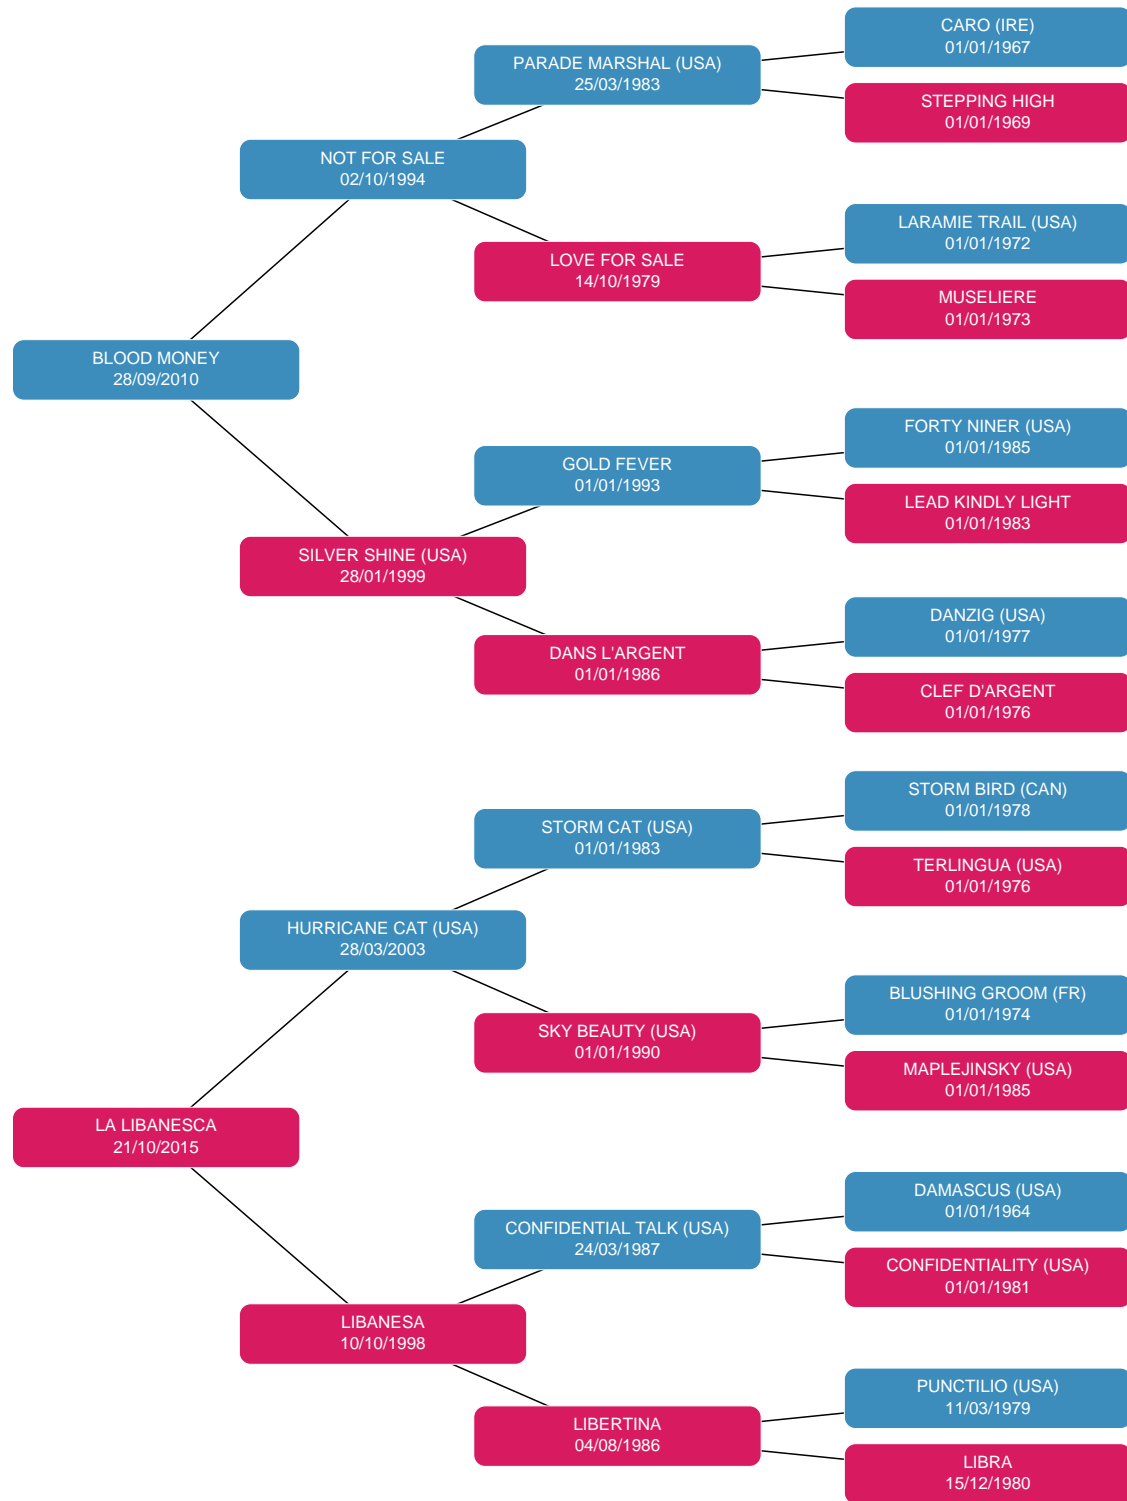 CARO (IRE)
01/01/1967
PARADE MARSHAL (USA)
25/03/1983
STEPPING HIGH
01/01/1969
NOT FOR SALE
02/10/1994
LARAMIE TRAIL (USA)
01/01/1972
LOVE FOR SALE
14/10/1979
MUSELIERE
01/01/1973
BLOOD MONEY
28/09/2010
FORTY NINER (USA)
01/01/1985
GOLD FEVER
01/01/1993
LEAD KINDLY LIGHT
01/01/1983
SILVER SHINE (USA)
28/01/1999
DANZIG (USA)
01/01/1977
DANS L'ARGENT
01/01/1986
CLEF D'ARGENT
01/01/1976
STORM BIRD (CAN)
01/01/1978
STORM CAT (USA)
01/01/1983
TERLINGUA (USA)
01/01/1976
HURRICANE CAT (USA)
28/03/2003
BLUSHING GROOM (FR)
01/01/1974
SKY BEAUTY (USA)
01/01/1990
MAPLEJINSKY (USA)
01/01/1985
LA LIBANESCA
21/10/2015
DAMASCUS (USA)
01/01/1964
CONFIDENTIAL TALK (USA)
24/03/1987
CONFIDENTIALITY (USA)
01/01/1981
LIBANESA
10/10/1998
PUNCTILIO (USA)
11/03/1979
LIBERTINA
04/08/1986
LIBRA
15/12/1980